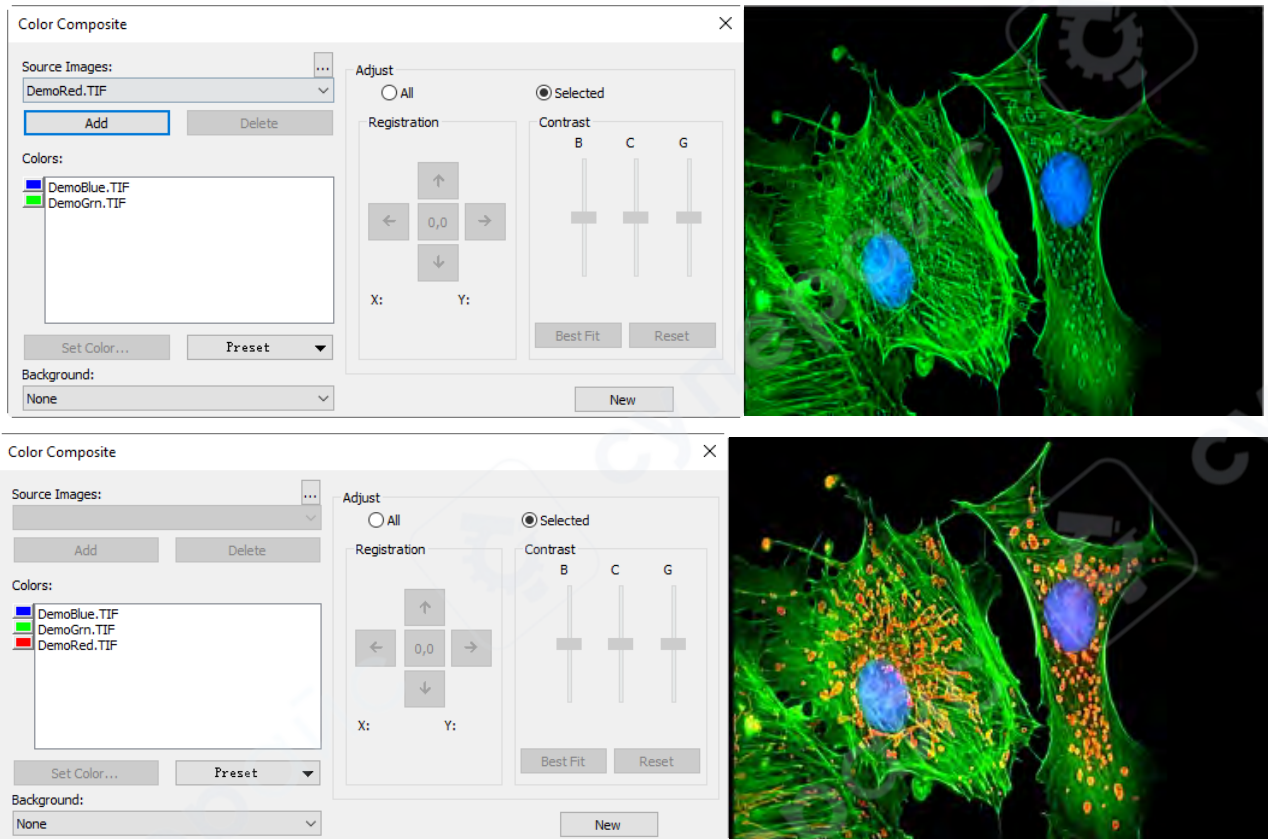 Color Composite
Source Images:
...
DemoRed.TIF
Add
Delete
Colors:
DemoBlue.TIF
DemoGrn.TIF
Set Color...
Preset
Background:
None
Adjust
All
Selected
Registration
0,0
X:
Y:
Contrast
B
C
G
Best Fit
Reset
New
Color Composite
Source Images:
...
Add
Delete
Colors:
DemoBlue.TIF
DemoGrn.TIF
DemoRed.TIF
Set Color...
Preset
Background:
None
Adjust
All
Selected
Registration
0,0
X:
Y:
Contrast
B
C
G
Best Fit
Reset
New